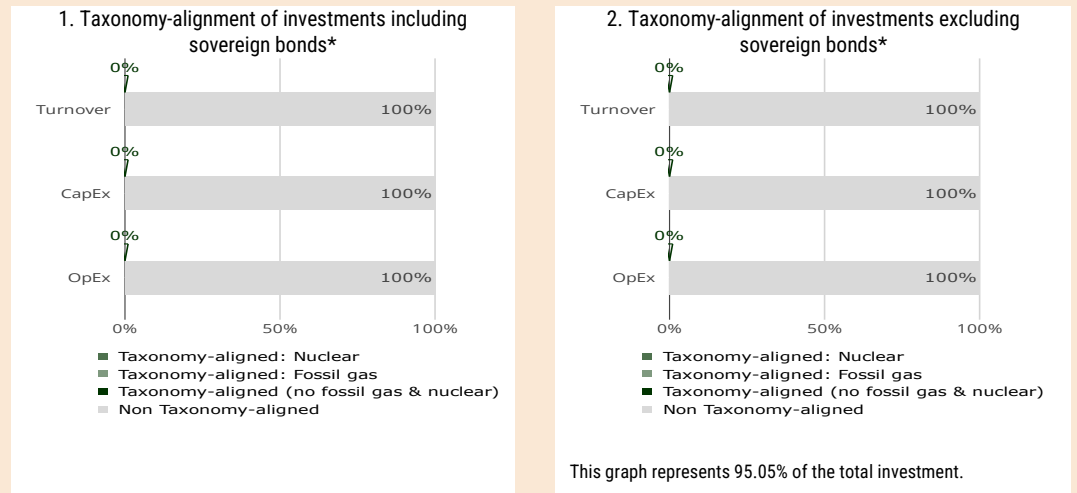 1. Taxonomy-alignment of investments including
sovereign bonds*
0%
Turnover
100%
0%
CapEx
100%
0%
OpEx
100%
0%
50%
100%
Taxonomy-aligned: Nuclear
Taxonomy-aligned: Fossil gas
Taxonomy-aligned (no fossil gas & nuclear)
Non Taxonomy-aligned
2. Taxonomy-alignment of investments excluding
sovereign bonds*
0%
Turnover
100%
0%
CapEx
100%
0%
OpEx
100%
0%
50%
100%
Taxonomy-aligned: Nuclear
Taxonomy-aligned: Fossil gas
Taxonomy-aligned (no fossil gas & nuclear)
Non Taxonomy-aligned
This graph represents 95.05% of the total investment.